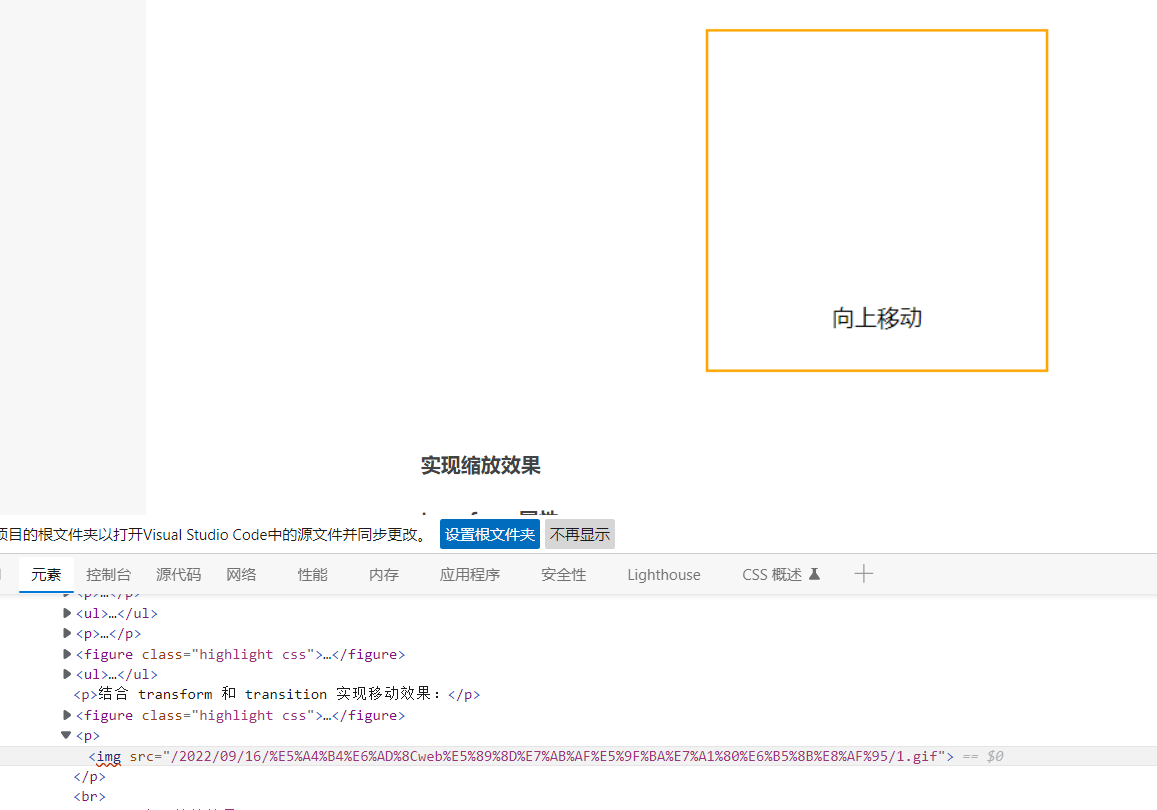 向上移动
实现缩放效果
项目的根文件夹以打开Visual Studio Code中的源文件并同步更改。 设置根文件夹 不再显示
元素 控制台 源代码 网络 性能 内存 应用程序 安全性 Lighthouse CSS 概述
<p>…</p>
<ul>…</ul>
<p>…</p>
<figure class="highlight css">…</figure>
<ul>…</ul>
<p>结合 transform 和 transition 实现移动效果：</p>
<figure class="highlight css">…</figure>
<p>
<img src="/2022/09/16/%E5%A4%B4%E6%AD%8Cweb%E5%89%8D%E7%AB%AF%E5%9F%BA%E7%A1%80%E6%B5%8B%E8%AF%95/1.gif"> == $0
</p>
<br>